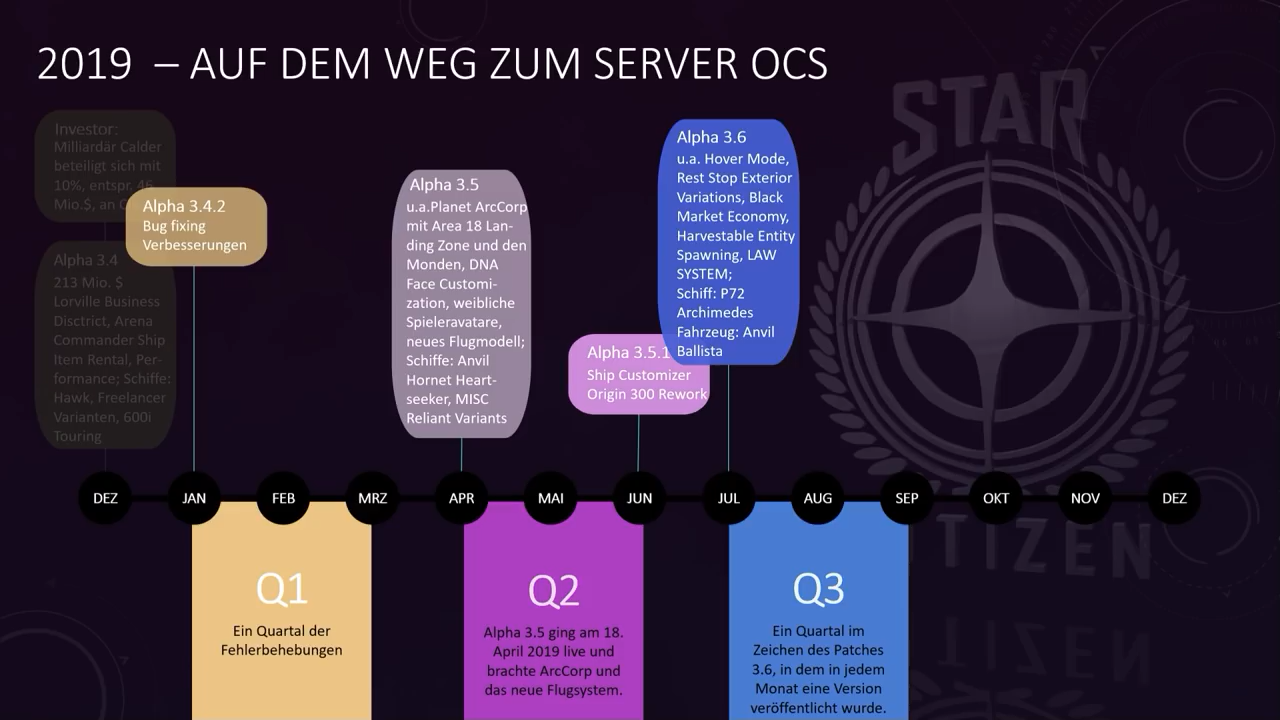 2019 – AUF DEM WEG ZUM SERVER OCS
Investor:
Milliardär Calder
beteiligt sich mit
10%, entspr. 46
Mio.$, an
Alpha 3.4
213 Mio. $
Lorville Business
Disctrict, Arena
Commander Ship
Item Rental, Per-
formance; Schiffe:
Hawk, Freelancer
Varianten, 600i
Touring
Alpha 3.4.2
Bug fixing
Verbesserungen
Alpha 3.5
u.a.Planet ArcCorp
mit Area 18 Lan-
ding Zone und den
Monden, DNA
Face Customi-
zation, weibliche
Spieleravatare,
neues Flugmodell;
Schiffe: Anvil
Hornet Heart-
seeker, MISC
Reliant Variants
Alpha 3.5.1
Ship Customizer
Origin 300 Rework
Alpha 3.6
u.a. Hover Mode,
Rest Stop Exterior
Variations, Black
Market Economy,
Harvestable Entity
Spawning, LAW
SYSTEM;
Schiff: P72
Archimedes
Fahrzeug: Anvil
Ballista
STAR
TIZEN
DEZ JAN FEB MRZ APR MAI JUN JUL AUG SEP OKT NOV DEZ
Q1
Ein Quartal der
Fehlerbehebungen
Q2
Alpha 3.5 ging am 18.
April 2019 live und
brachte ArcCorp und
das neue Flugsystem.
Q3
Ein Quartal im
Zeichen des Patches
3.6, in dem in jedem
Monat eine Version
veröffentlicht wurde.